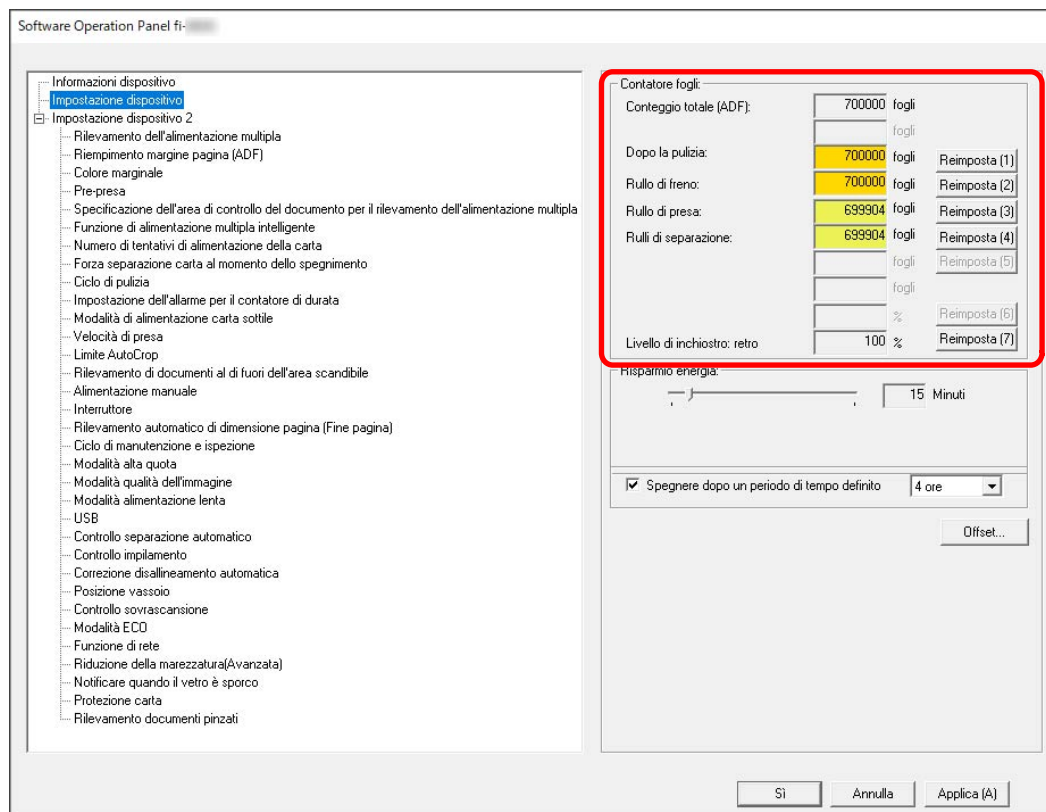 Software Operation Panel fi-
Informazioni dispositivo
Impostazione dispositivo
Impostazione dispositivo 2
Rilevamento dell'alimentazione multipla
Riempimento margine pagina (ADF)
Colore marginale
Pre-presa
Specificazione dell'area di controllo del documento per il rilevamento dell'alimentazione multipla
Funzione di alimentazione multipla intelligente
Numero di tentativi di alimentazione della carta
Forza separazione carta al momento dello spegnimento
Ciclo di pulizia
Impostazione dell'allarme per il contatore di durata
Modalità di alimentazione carta sottile
Velocità di presa
Limite AutoCrop
Rilevamento di documenti al di fuori dell'area scandibile
Alimentazione manuale
Interruttore
Rilevamento automatico di dimensione pagina (Fine pagina)
Ciclo di manutenzione e ispezione
Modalità alta quota
Modalità qualità dell'immagine
Modalità alimentazione lenta
USB
Controllo separazione automatico
Controllo impilamento
Correzione disallineamento automatica
Posizione vassoio
Controllo sovrascansione
Modalità ECO
Funzione di rete
Riduzione della marezzatura(Avanzata)
Notificare quando il vetro è sporco
Protezione carta
Rilevamento documenti pinzati
Contatore fogli:
Conteggio totale (ADF): 700000 fogli
fogli
Dopo la pulizia: 700000 fogli Reimposta (1)
Rullo di freno: 700000 fogli Reimposta (2)
Rullo di presa: 699904 fogli Reimposta (3)
Rulli di separazione: 699904 fogli Reimposta (4)
fogli Reimposta (5)
fogli
% Reimposta (6)
Livello di inchiostro: retro 100 % Reimposta (7)
Risparmio energia:
15 Minuti
Spegnere dopo un periodo di tempo definito 4 ore
Offset...
Sì Annulla Applica (A)